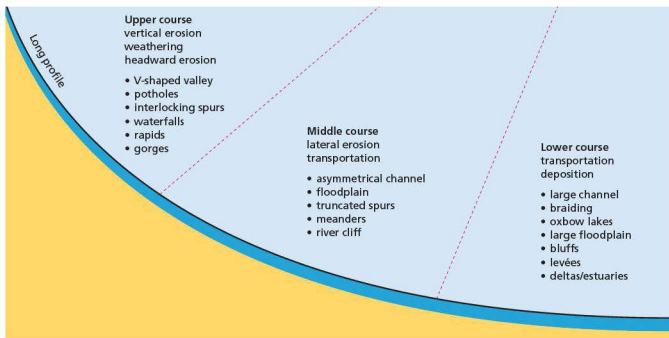 Long profile
Upper course
vertical erosion
weathering
headward erosion
• V-shaped valley
• potholes
• interlocking spurs
• waterfalls
• rapids
• gorges
Middle course
lateral erosion
transportation
• asymmetrical channel
• floodplain
• truncated spurs
• meanders
• river cliff
Lower course
transportation
deposition
• large channel
• braiding
• oxbow lakes
• large floodplain
• bluffs
• levées
• deltas/estuaries